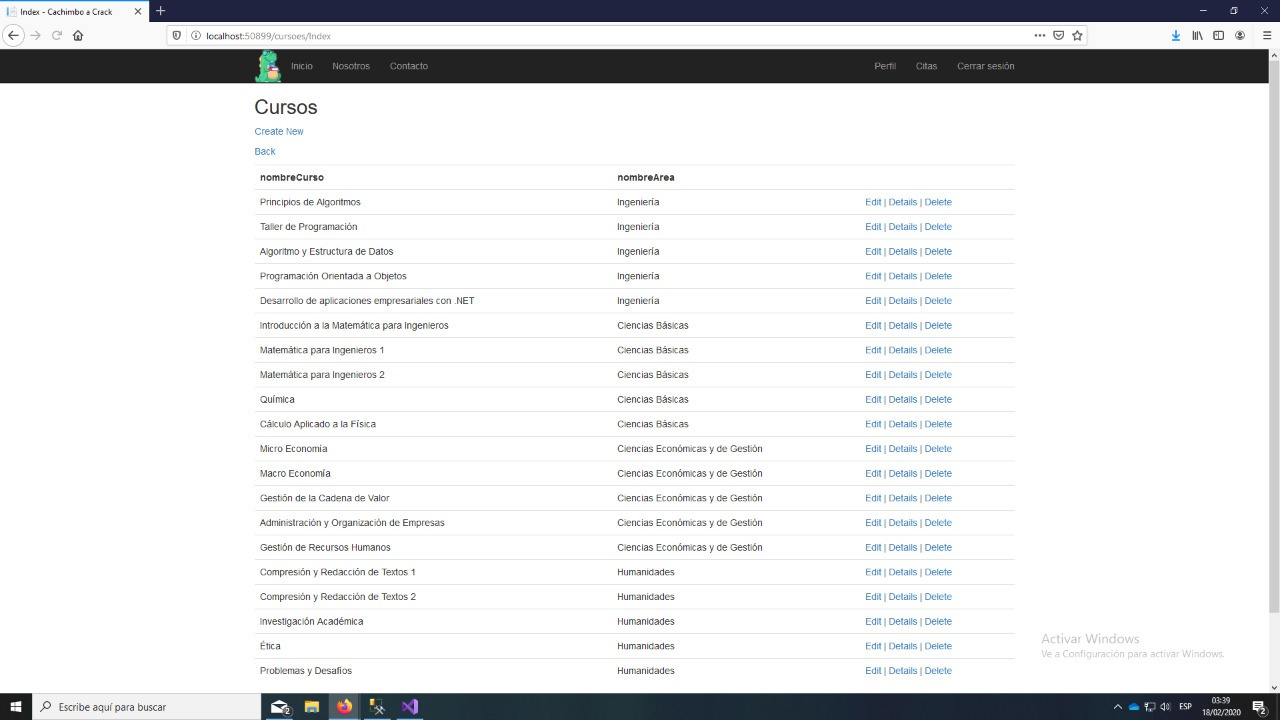 Index - Cachimbo a Crack
localhost:50899/cursoes/Index
Inicio Nosotros Contacto Perfil Citas Cerrar sesión
Cursos
Create New
Back
nombreCurso nombreArea
Principios de Algoritmos Ingeniería Edit | Details | Delete
Taller de Programación Ingeniería Edit | Details | Delete
Algoritmo y Estructura de Datos Ingeniería Edit | Details | Delete
Programación Orientada a Objetos Ingeniería Edit | Details | Delete
Desarrollo de aplicaciones empresariales con .NET Ingeniería Edit | Details | Delete
Introducción a la Matemática para Ingenieros Ciencias Básicas Edit | Details | Delete
Matemática para Ingenieros 1 Ciencias Básicas Edit | Details | Delete
Matemática para Ingenieros 2 Ciencias Básicas Edit | Details | Delete
Química Ciencias Básicas Edit | Details | Delete
Cálculo Aplicado a la Física Ciencias Básicas Edit | Details | Delete
Micro Economía Ciencias Económicas y de Gestión Edit | Details | Delete
Macro Economía Ciencias Económicas y de Gestión Edit | Details | Delete
Gestión de la Cadena de Valor Ciencias Económicas y de Gestión Edit | Details | Delete
Administración y Organización de Empresas Ciencias Económicas y de Gestión Edit | Details | Delete
Gestión de Recursos Humanos Ciencias Económicas y de Gestión Edit | Details | Delete
Compresión y Redacción de Textos 1 Humanidades Edit | Details | Delete
Compresión y Redacción de Textos 2 Humanidades Edit | Details | Delete
Investigación Académica Humanidades Edit | Details | Delete
Ética Humanidades Edit | Details | Delete
Problemas y Desafíos Humanidades Edit | Details | Delete
Activar Windows
Ve a Configuración para activar Windows.
Escribe aquí para buscar
2
ESP
03:39
18/02/2020
2